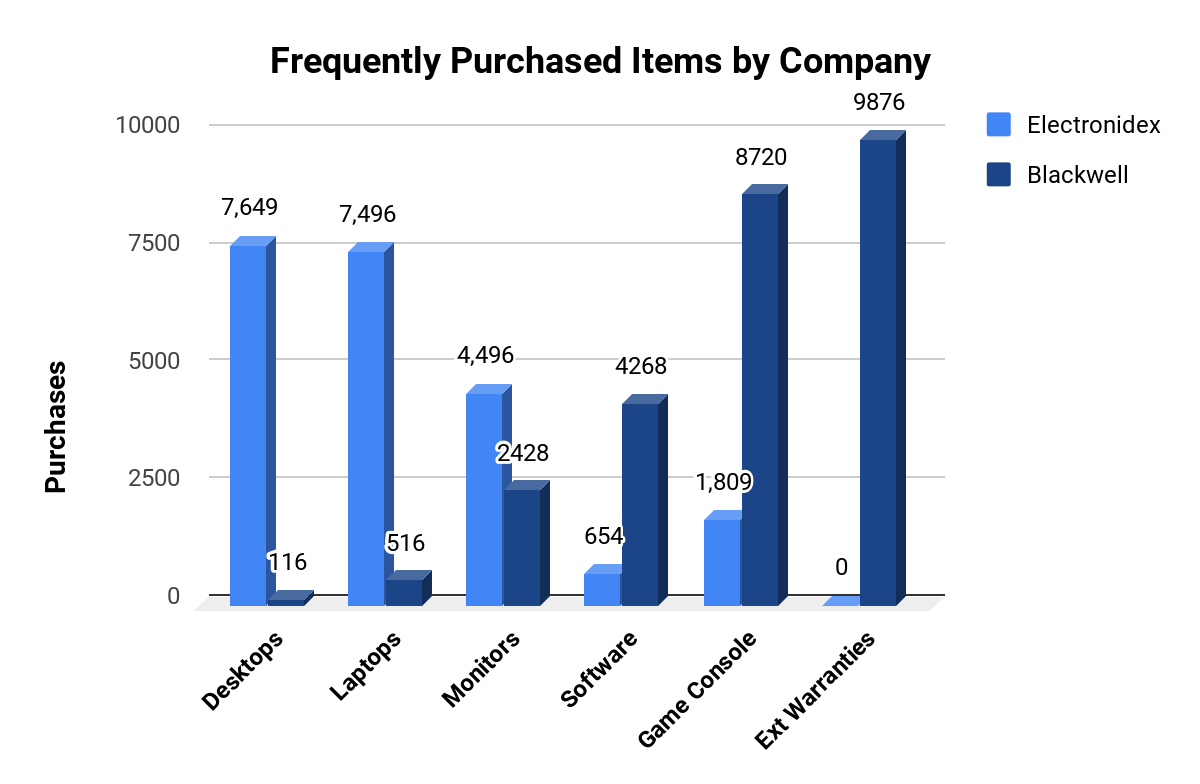 Frequently Purchased Items by Company
Electronidex
Blackwell
Purchases
10000
7500
5000
2500
0
7,649
116
7,496
516
4,496
2428
654
4268
1,809
8720
0
9876
Desktops
Laptops
Monitors
Software
Game Console
Ext Warranties